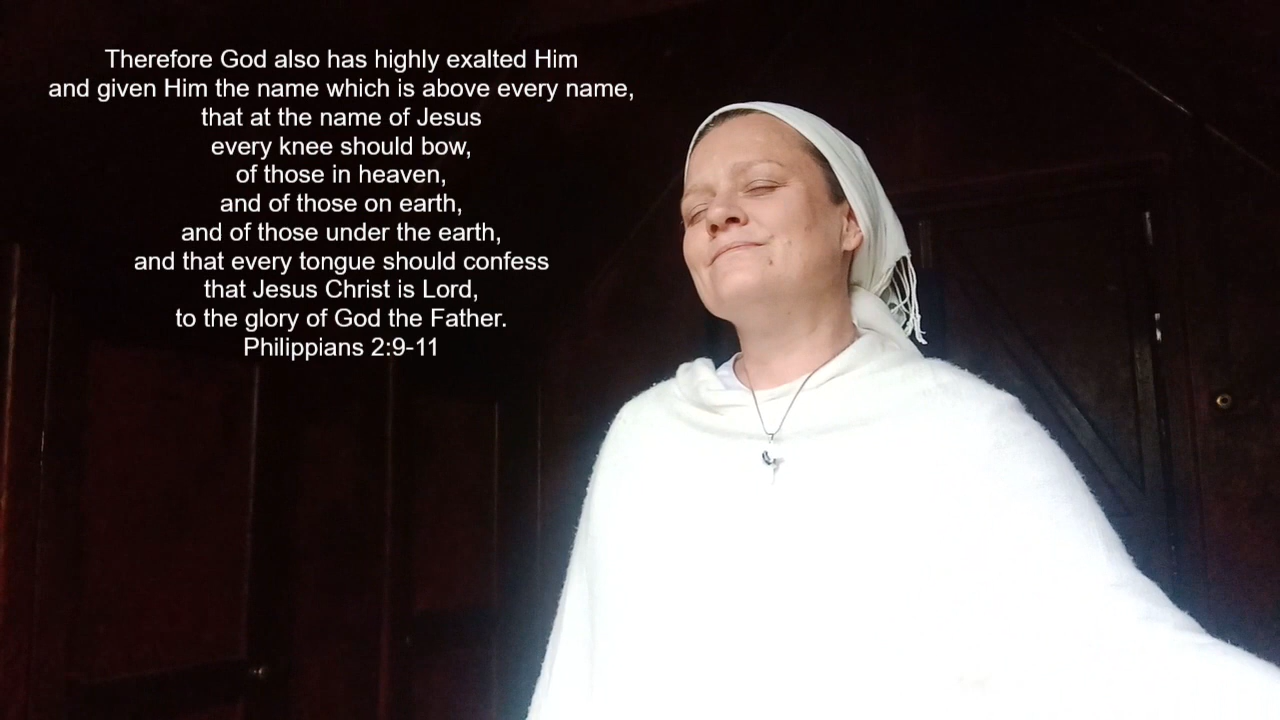 Therefore God also has highly exalted Him
and given Him the name which is above every name,
that at the name of Jesus
every knee should bow,
of those in heaven,
and of those on earth,
and of those under the earth,
and that every tongue should confess
that Jesus Christ is Lord,
to the glory of God the Father.
Philippians 2:9-11